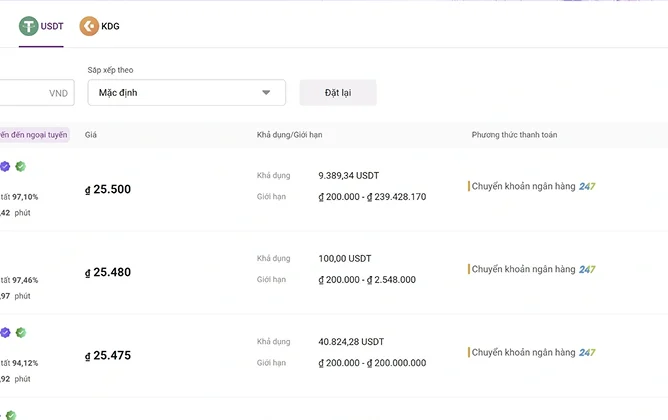 USDT KDG
Sắp xếp theo
VND Mặc định Đặt lại
đến ngoại tuyến Giá Khả dụng/Giới hạn Phương thức thanh toán
Khả dụng 9.389,34 USDT
tất 97,10% ₫ 25.500 Chuyển khoản ngân hàng 247
,42 phút Giới hạn ₫ 200.000 - ₫ 239.428.170
Khả dụng 100,00 USDT
tất 97,46% ₫ 25.480 Chuyển khoản ngân hàng 247
,97 phút Giới hạn ₫ 200.000 - ₫ 2.548.000
Khả dụng 40.824,28 USDT
tất 94,12% ₫ 25.475 Chuyển khoản ngân hàng 247
,92 phút Giới hạn ₫ 200.000 - ₫ 200.000.000